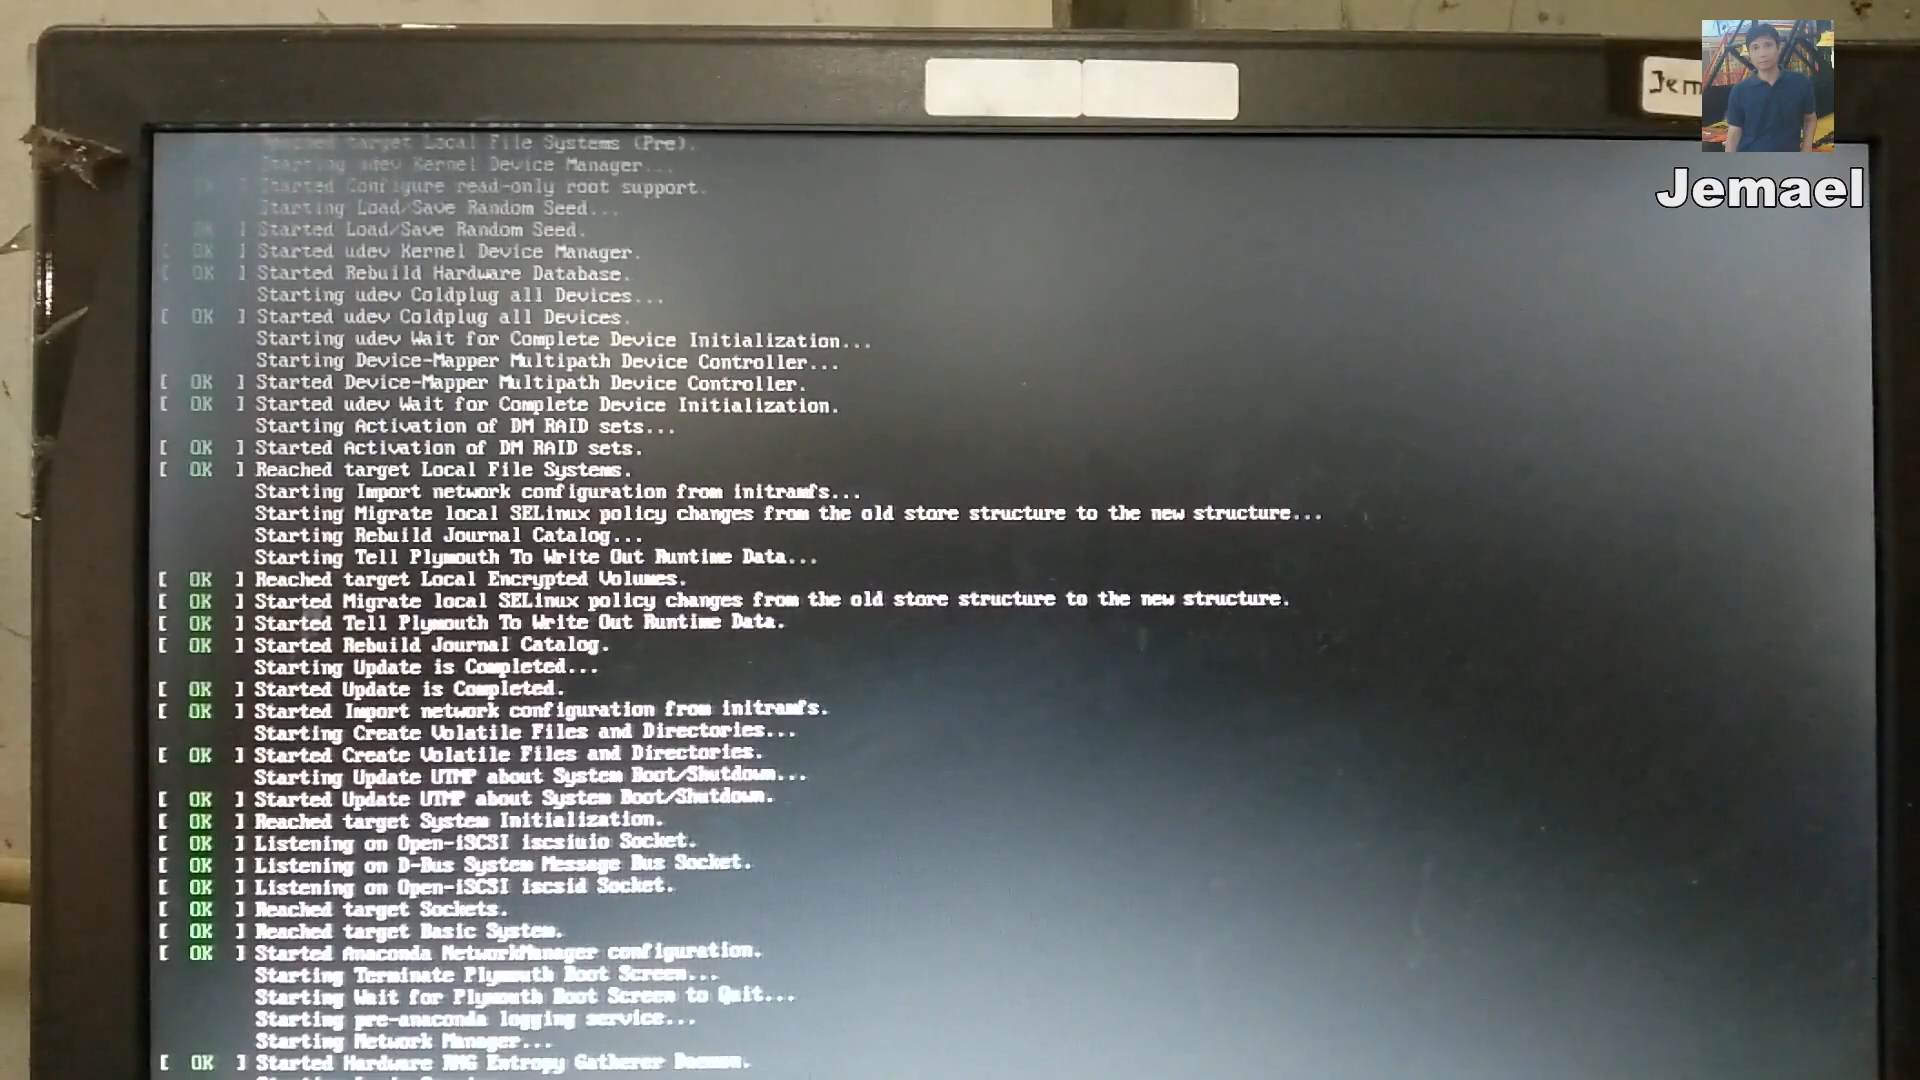 Reached target Local File Systems (Pre).
Starting udev Kernel Device Manager...
OK ] Started Configure read-only root support.
Starting Load/Save Random Seed...
OK ] Started Load/Save Random Seed.
[ OK ] Started udev Kernel Device Manager.
[ OK ] Started Rebuild Hardware Database.
Starting udev Coldplug all Devices...
[ OK ] Started udev Coldplug all Devices.
Starting udev Wait for Complete Device Initialization...
Starting Device-Mapper Multipath Device Controller...
[ OK ] Started Device-Mapper Multipath Device Controller.
[ OK ] Started udev Wait for Complete Device Initialization.
Starting Activation of DM RAID sets...
[ OK ] Started Activation of DM RAID sets.
[ OK ] Reached target Local File Systems.
Starting Import network configuration from initramfs...
Starting Migrate local SELinux policy changes from the old store structure to the new structure...
Starting Rebuild Journal Catalog...
Starting Tell Plymouth To Write Out Runtime Data...
[ OK ] Reached target Local Encrypted Volumes.
[ OK ] Started Migrate local SELinux policy changes from the old store structure to the new structure.
[ OK ] Started Tell Plymouth To Write Out Runtime Data.
[ OK ] Started Rebuild Journal Catalog.
Starting Update is Completed...
[ OK ] Started Update is Completed.
[ OK ] Started Import network configuration from initramfs.
Starting Create Volatile Files and Directories...
[ OK ] Started Create Volatile Files and Directories.
Starting Update UTMP about System Boot/Shutdown...
[ OK ] Started Update UTMP about System Boot/Shutdown.
[ OK ] Reached target System Initialization.
[ OK ] Listening on Open-iSCSI iscsiuio Socket.
[ OK ] Listening on D-Bus System Message Bus Socket.
[ OK ] Listening on Open-iSCSI iscsid Socket.
[ OK ] Reached target Sockets.
[ OK ] Reached target Basic System.
[ OK ] Started Anaconda NetworkManager configuration.
Starting Terminate Plymouth Boot Screen...
Starting Wait for Plymouth Boot Screen to Quit...
Starting pre-anaconda logging service...
Starting Network Manager...
[ OK ] Started Hardware RNG Entropy Gatherer Daemon.
Jem
Jemael